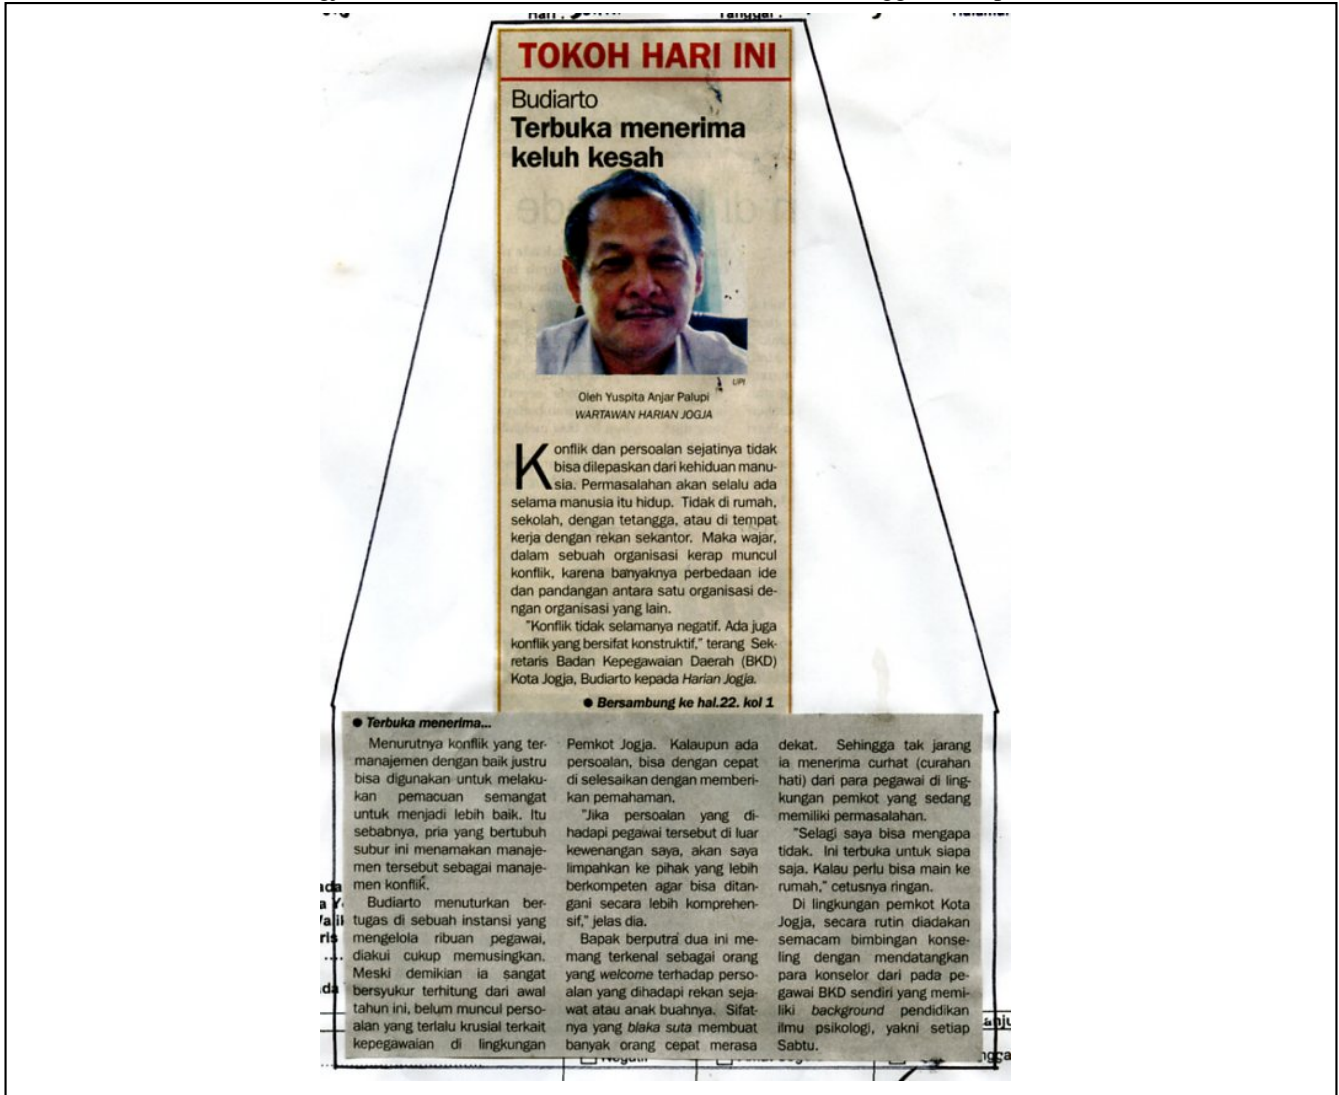 Hari :
Tanggal :
TOKOH HARI INI
Budiarto
Terbuka menerima
keluh kesah
UPI
Oleh Yuspita Anjar Palupi
WARTAWAN HARIAN JOGJA
Konflik dan persoalan sejatinya tidak
bisa dilepaskan dari kehiduan manu-
sia. Permasalahan akan selalu ada
selama manusia itu hidup. Tidak di rumah,
sekolah, dengan tetangga, atau di tempat
kerja dengan rekan sekantor. Maka wajar,
dalam sebuah organisasi kerap muncul
konflik, karena banyaknya perbedaan ide
dan pandangan antara satu organisasi de-
ngan organisasi yang lain.
"Konflik tidak selamanya negatif. Ada juga
konflik yang bersifat konstruktif," terang Sek-
retaris Badan Kepegawaian Daerah (BKD)
Kota Jogja, Budiarto kepada Harian Jogja.
● Bersambung ke hal.22. kol 1
● Terbuka menerima...
Menurutnya konflik yang ter-
manajemen dengan baik justru
bisa digunakan untuk melaku-
kan pemacuan semangat
untuk menjadi lebih baik. Itu
sebabnya, pria yang bertubuh
subur ini menamakan manaje-
men tersebut sebagai manaje-
men konflik.
Budiarto menuturkan ber-
tugas di sebuah instansi yang
mengelola ribuan pegawai,
diakui cukup memusingkan.
Meski demikian ia sangat
bersyukur terhitung dari awal
tahun ini, belum muncul perso-
alan yang terlalu krusial terkait
kepegawaian di lingkungan
Pemkot Jogja. Kalaupun ada
persoalan, bisa dengan cepat
di selesaikan dengan memberi-
kan pemahaman.
"Jika persoalan yang di-
hadapi pegawai tersebut di luar
kewenangan saya, akan saya
limpahkan ke pihak yang lebih
berkompeten agar bisa ditan-
gani secara lebih komprehen-
sif," jelas dia.
Bapak berputra dua ini me-
mang terkenal sebagai orang
yang welcome terhadap perso-
alan yang dihadapi rekan seja-
wat atau anak buahnya. Sifat-
nya yang blaka suta membuat
banyak orang cepat merasa
dekat. Sehingga tak jarang
ia menerima curhat (curahan
hati) dari para pegawai di ling-
kungan pemkot yang sedang
memiliki permasalahan.
"Selagi saya bisa mengapa
tidak. Ini terbuka untuk siapa
saja. Kalau perlu bisa main ke
rumah," cetusnya ringan.
Di lingkungan pemkot Kota
Jogja, secara rutin diadakan
semacam bimbingan konse-
ling dengan mendatangkan
para konselor dari pada pe-
gawai BKD sendiri yang memi-
liki background pendidikan
ilmu psikologi, yakni setiap
Sabtu.